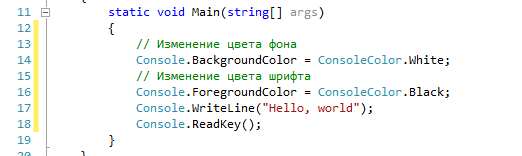 11 static void Main(string[] args)
12 {
13 // Изменение цвета фона
14 Console.BackgroundColor = ConsoleColor.White;
15 // Изменение цвета шрифта
16 Console.ForegroundColor = ConsoleColor.Black;
17 Console.WriteLine("Hello, world");
18 Console.ReadKey();
19 }
20 }